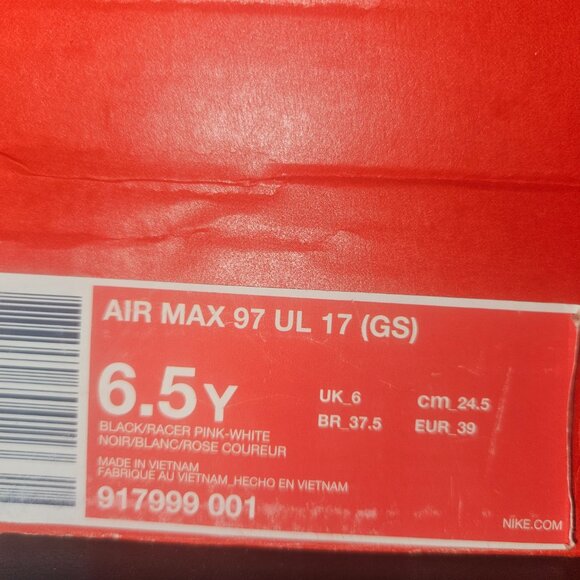 AIR MAX 97 UL 17 (GS)
6.5Y
UK_6 cm_24.5
BR_37.5 EUR_39
BLACK/RACER PINK-WHITE
NOIR/BLANC/ROSE COUREUR
MADE IN VIETNAM
FABRIQUE AU VIETNAM_HECHO EN VIETNAM
917999 001
NIKE.COM